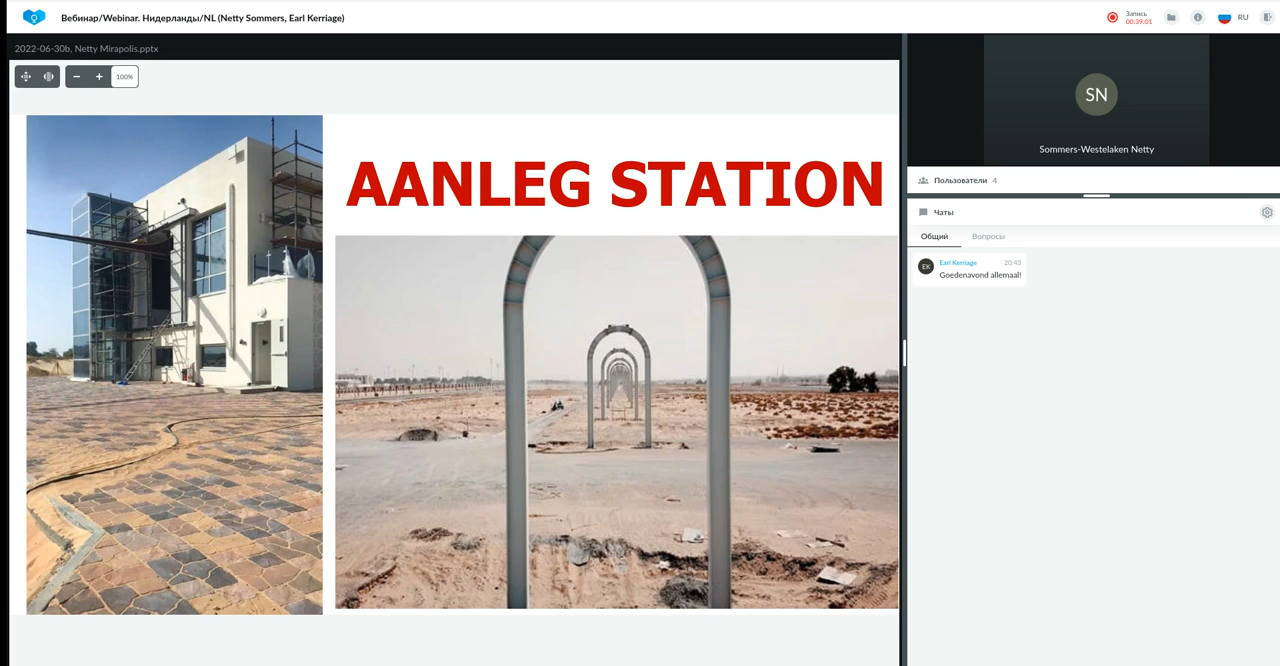 Вебинар/Webinar. Нидерланды/NL (Netty Sommers, Earl Kerriage)
Запись
00:39:01
RU
2022-06-30b, Netty Mirapolis.pptx
100%
AANLEG STATION
SN
Sommers-Westelaken Netty
Пользователи 4
Чаты
Общий Вопросы
EK
Earl Kerriage 20:43
Goedenavond allemaal!